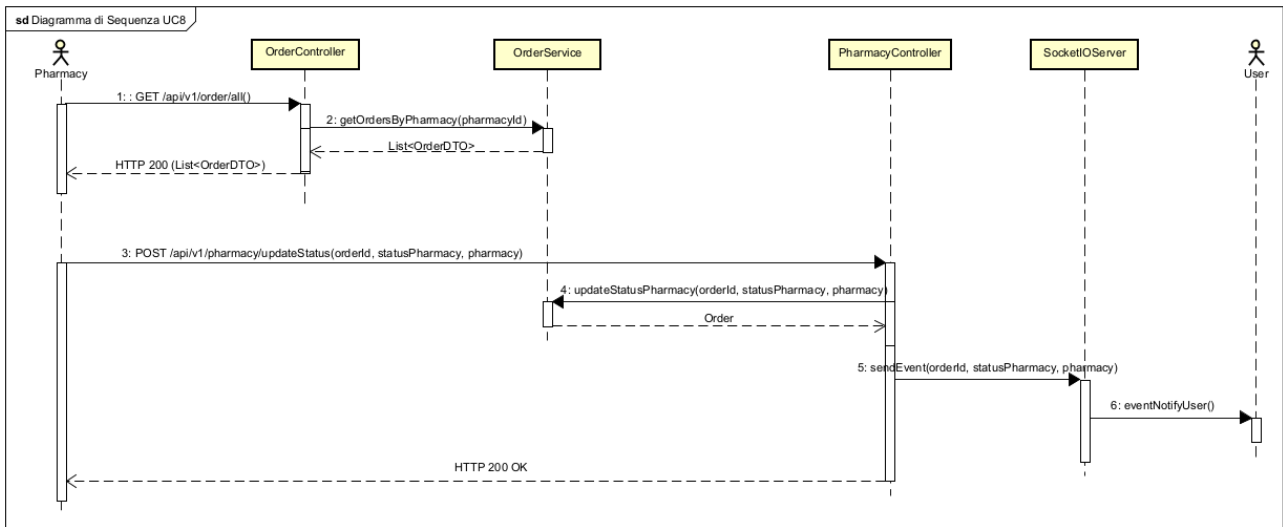 sd Diagramma di Sequenza UC8
Pharmacy
OrderController
OrderService
PharmacyController
SocketIOServer
User
1: : GET /api/v1/order/all()
2: getOrdersByPharmacy(pharmacyId)
List<OrderDTO>
HTTP 200 (List<OrderDTO>)
3: POST /api/v1/pharmacy/updateStatus(orderId, statusPharmacy, pharmacy)
4: updateStatusPharmacy(orderId, statusPharmacy, pharmacy)
Order
5: sendEvent(orderId, statusPharmacy, pharmacy)
6: eventNotifyUser()
HTTP 200 OK